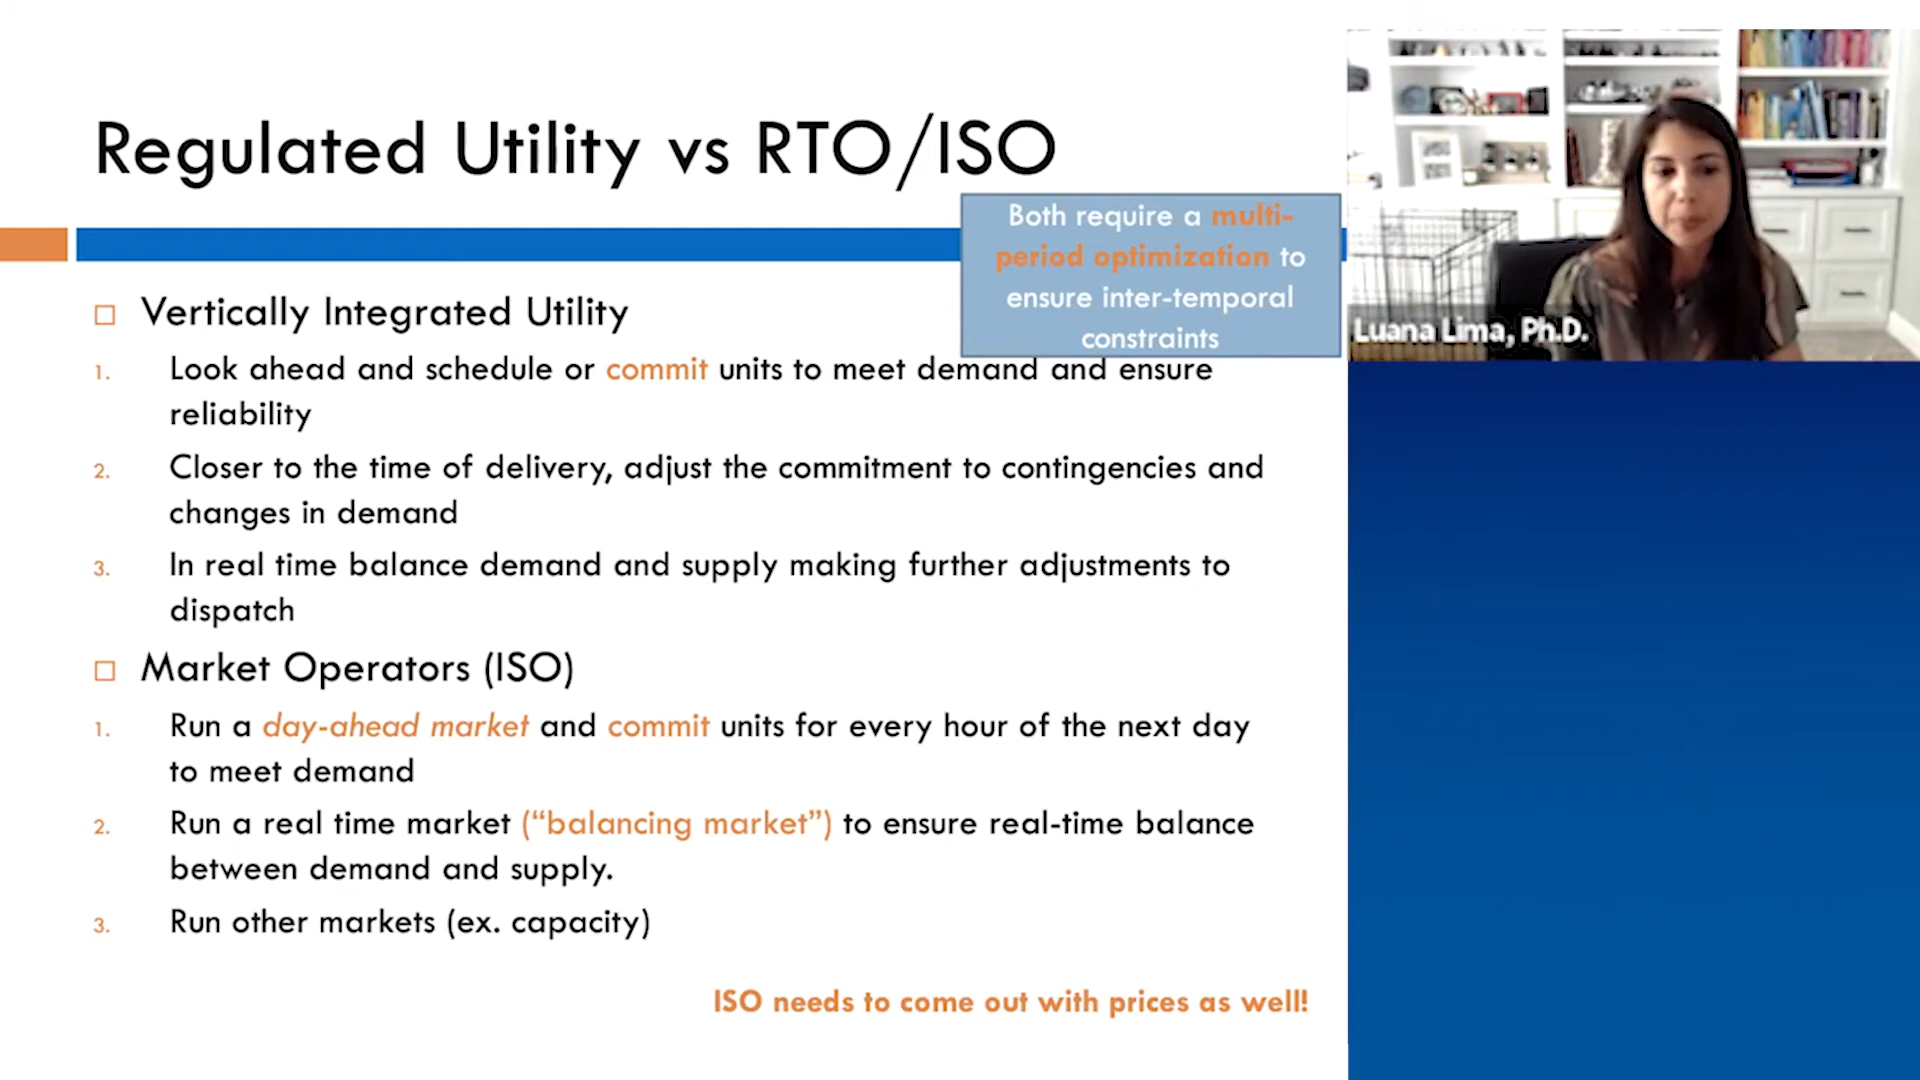 Regulated Utility vs RTO/ISO
Both require a multi-
period optimization to
ensure inter-temporal
constraints
Luana Lima, Ph.D.
Vertically Integrated Utility
1. Look ahead and schedule or commit units to meet demand and ensure
reliability
2. Closer to the time of delivery, adjust the commitment to contingencies and
changes in demand
3. In real time balance demand and supply making further adjustments to
dispatch
Market Operators (ISO)
1. Run a day-ahead market and commit units for every hour of the next day
to meet demand
2. Run a real time market (“balancing market”) to ensure real-time balance
between demand and supply.
3. Run other markets (ex. capacity)
ISO needs to come out with prices as well!